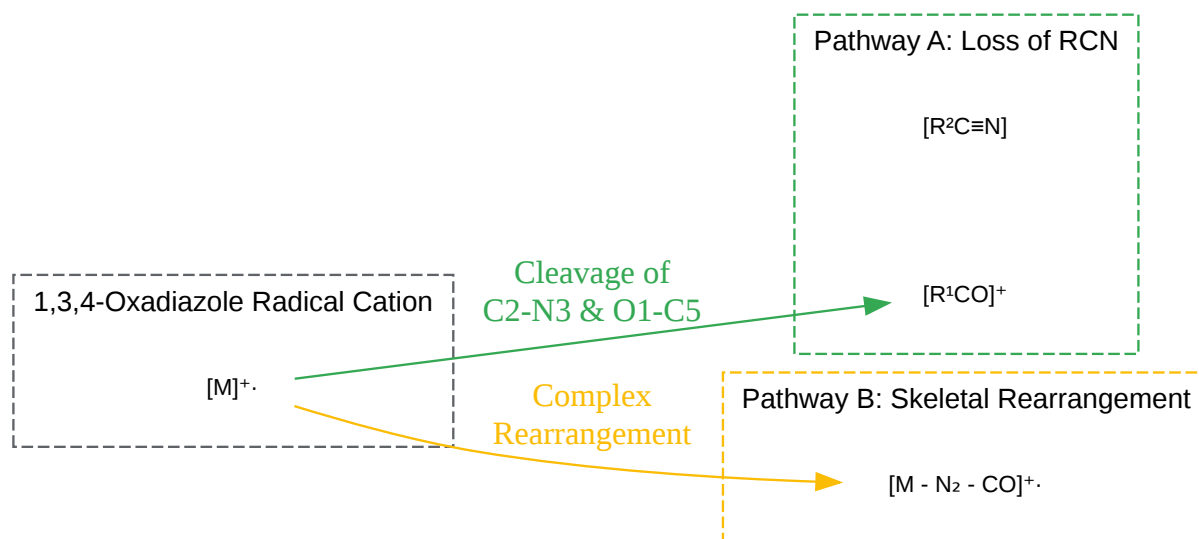 Pathway A: Loss of RCN
[R²C≡N]
[R¹CO]⁺
Cleavage of
C2-N3 & O1-C5
1,3,4-Oxadiazole Radical Cation
[M]⁺·
Complex
Rearrangement
Pathway B: Skeletal Rearrangement
[M - N₂ - CO]⁺·